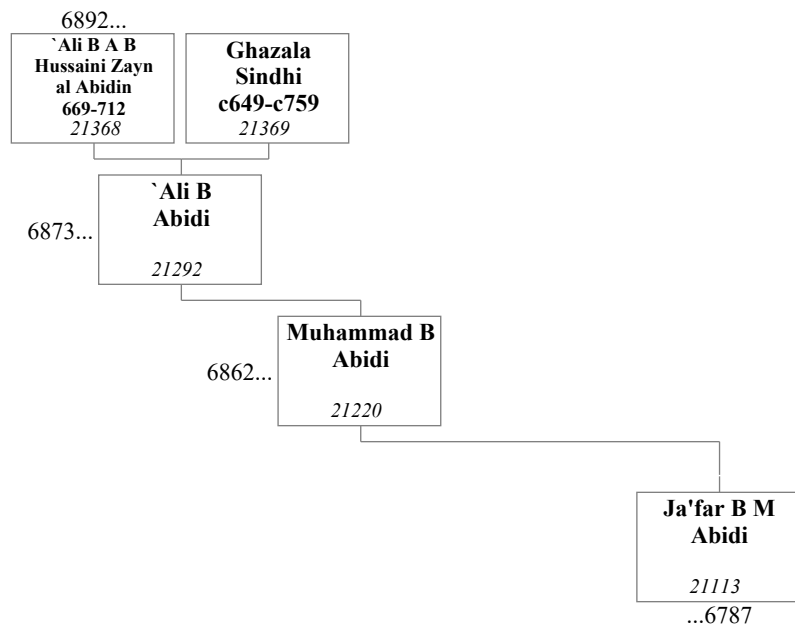 6892...
`Ali B A B
Hussaini Zayn
al Abidin
669-712
21368
Ghazala
Sindhi
c649-c759
21369
`Ali B
Abidi
6873...
21292
Muhammad B
Abidi
6862...
21220
Ja'far B M
Abidi
21113
...6787